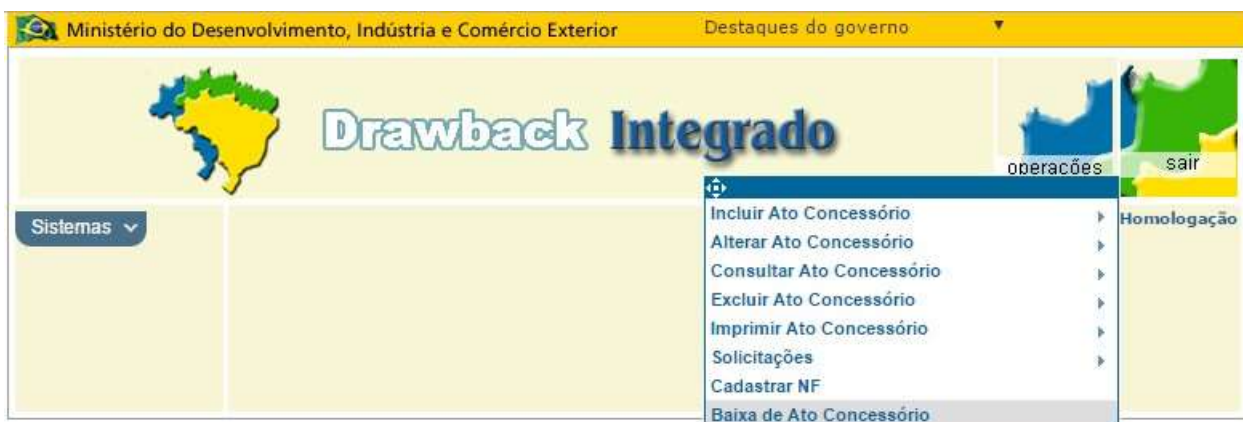 Ministério do Desenvolvimento, Indústria e Comércio Exterior
Destaques do governo
Drawback Integrado
operações
sair
Sistemas
Homologação
Incluir Ato Concessório
Alterar Ato Concessório
Consultar Ato Concessório
Excluir Ato Concessório
Imprimir Ato Concessório
Solicitações
Cadastrar NF
Baixa de Ato Concessório